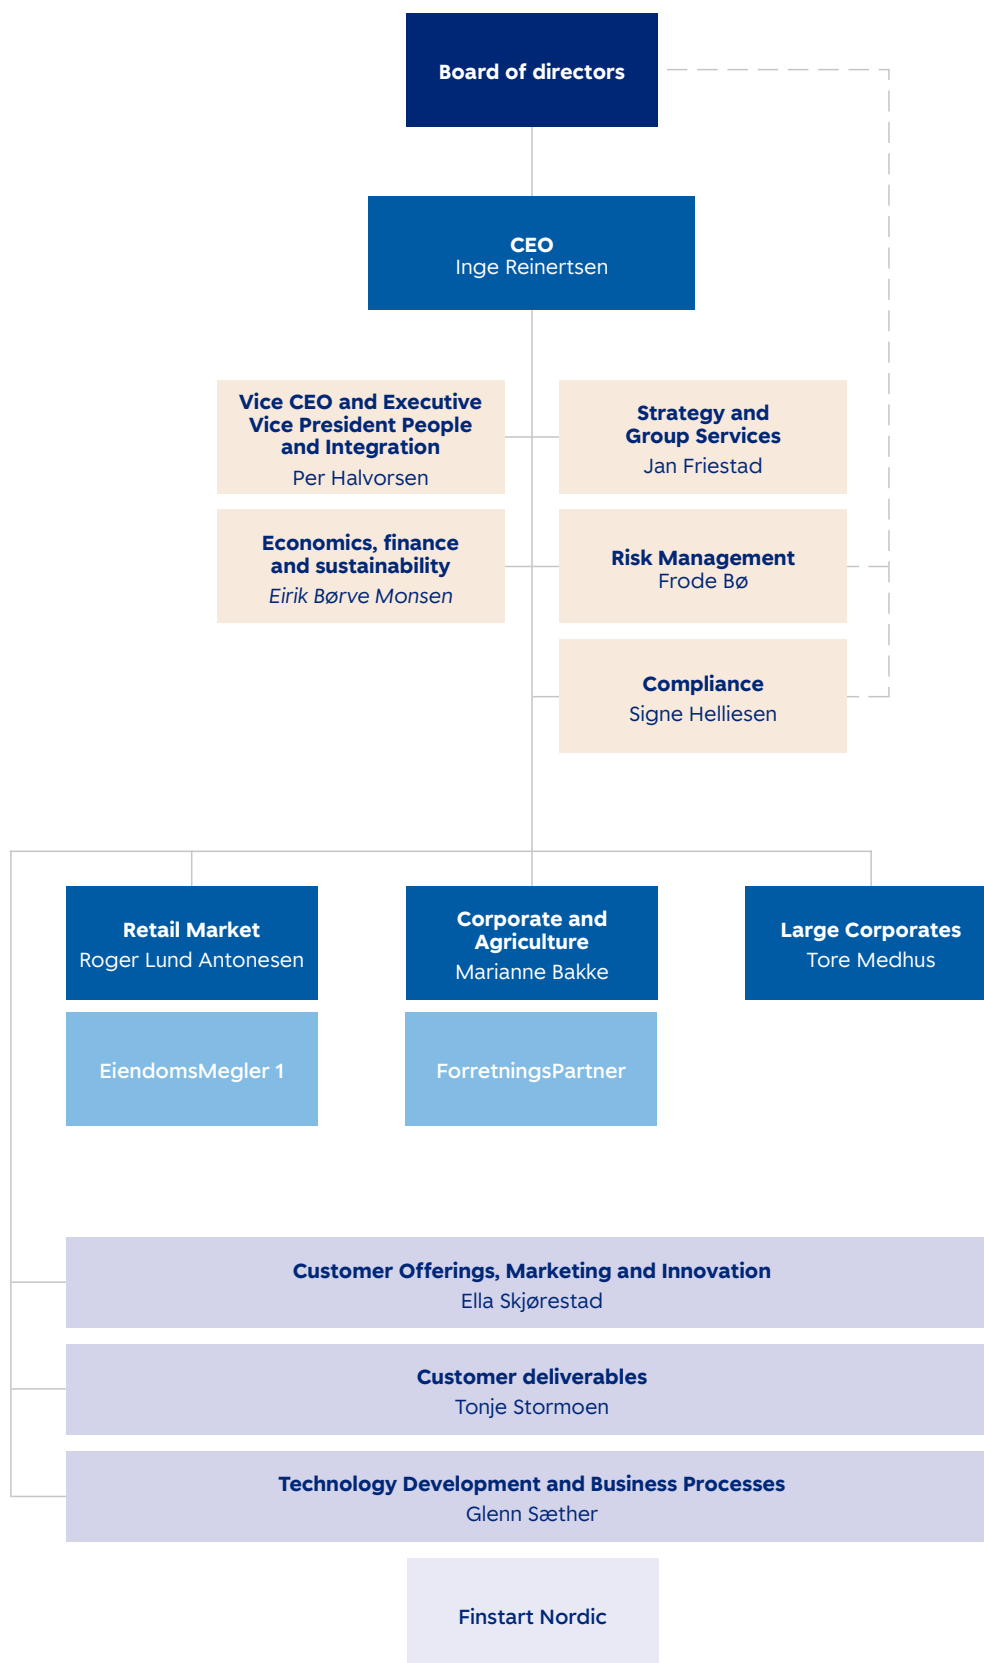 Board of directors
CEO
Inge Reinertsen
Vice CEO and Executive
Vice President People
and Integration
Per Halvorsen
Strategy and
Group Services
Jan Friestad
Economics, finance
and sustainability
Eirik Børve Monsen
Risk Management
Frode Bø
Compliance
Signe Helliesen
Retail Market
Roger Lund Antonesen
Corporate and
Agriculture
Marianne Bakke
Large Corporates
Tore Medhus
EiendomsMegler 1
ForretningsPartner
Customer Offerings, Marketing and Innovation
Ella Skjørestad
Customer deliverables
Tonje Stormoen
Technology Development and Business Processes
Glenn Sæther
Finstart Nordic